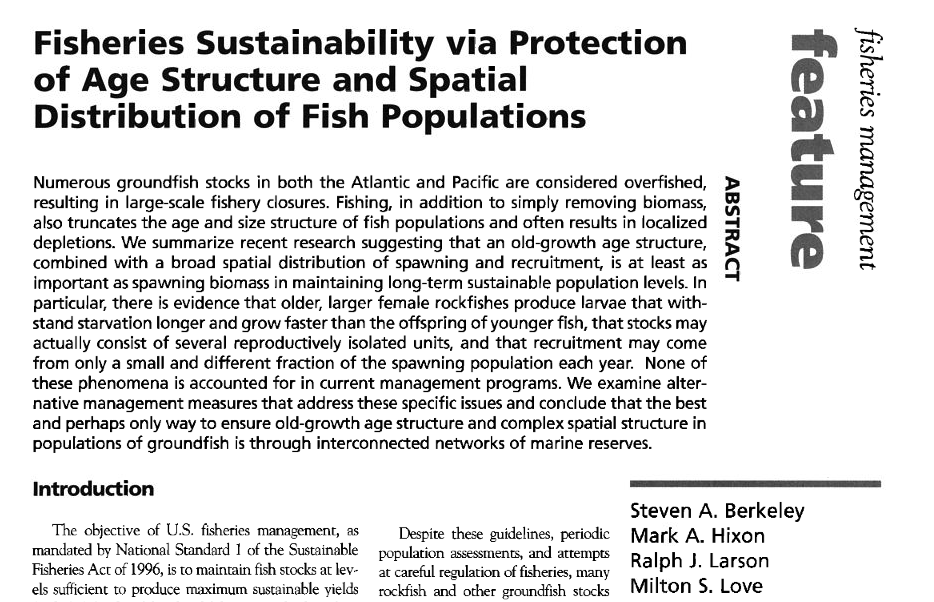 Fisheries Sustainability via Protection
of Age Structure and Spatial
Distribution of Fish Populations
fisheries management
feature
ABSTRACT
Numerous groundfish stocks in both the Atlantic and Pacific are considered overfished,
resulting in large-scale fishery closures. Fishing, in addition to simply removing biomass,
also truncates the age and size structure of fish populations and often results in localized
depletions. We summarize recent research suggesting that an old-growth age structure,
combined with a broad spatial distribution of spawning and recruitment, is at least as
important as spawning biomass in maintaining long-term sustainable population levels. In
particular, there is evidence that older, larger female rockfishes produce larvae that with-
stand starvation longer and grow faster than the offspring of younger fish, that stocks may
actually consist of several reproductively isolated units, and that recruitment may come
from only a small and different fraction of the spawning population each year. None of
these phenomena is accounted for in current management programs. We examine alter-
native management measures that address these specific issues and conclude that the best
and perhaps only way to ensure old-growth age structure and complex spatial structure in
populations of groundfish is through interconnected networks of marine reserves.
Introduction
The objective of U.S. fisheries management, as
mandated by National Standard 1 of the Sustainable
Fisheries Act of 1996, is to maintain fish stocks at lev-
els sufficient to produce maximum sustainable yields
Despite these guidelines, periodic
population assessments, and attempts
at careful regulation of fisheries, many
rockfish and other groundfish stocks
Steven A. Berkeley
Mark A. Hixon
Ralph J. Larson
Milton S. Love